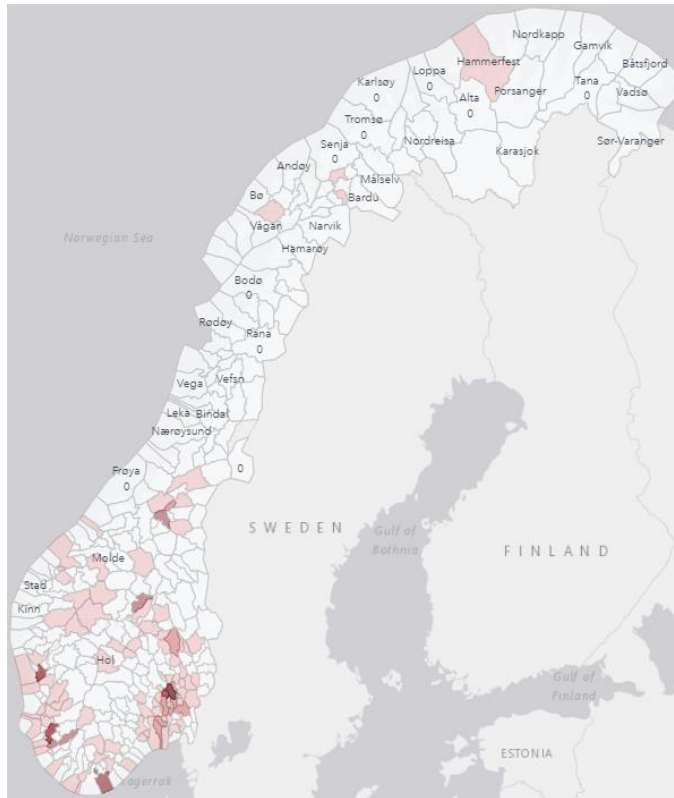 Nordkapp
Gamvik
Hammerfest
Båtsfjord
Loppa
0
Karlsøy
0
Tana
0
Alta
0
Porsanger
Vadsø
Tromsø
0
Nordreisa
Sør-Varanger
Senja
0
Karasjok
Andøy
Målselv
Bø
Bardu
Vågan
Narvik
Norwegian Sea
Hamarøy
Bodø
0
Rødøy
Rana
0
Vega
Vefsn
Leka
Bindal
Nærøysund
Frøya
0
0
SWEDEN
Gulf of
Bothnia
FINLAND
Molde
Stad
Kinn
Hol
Gulf of
Finland
ESTONIA